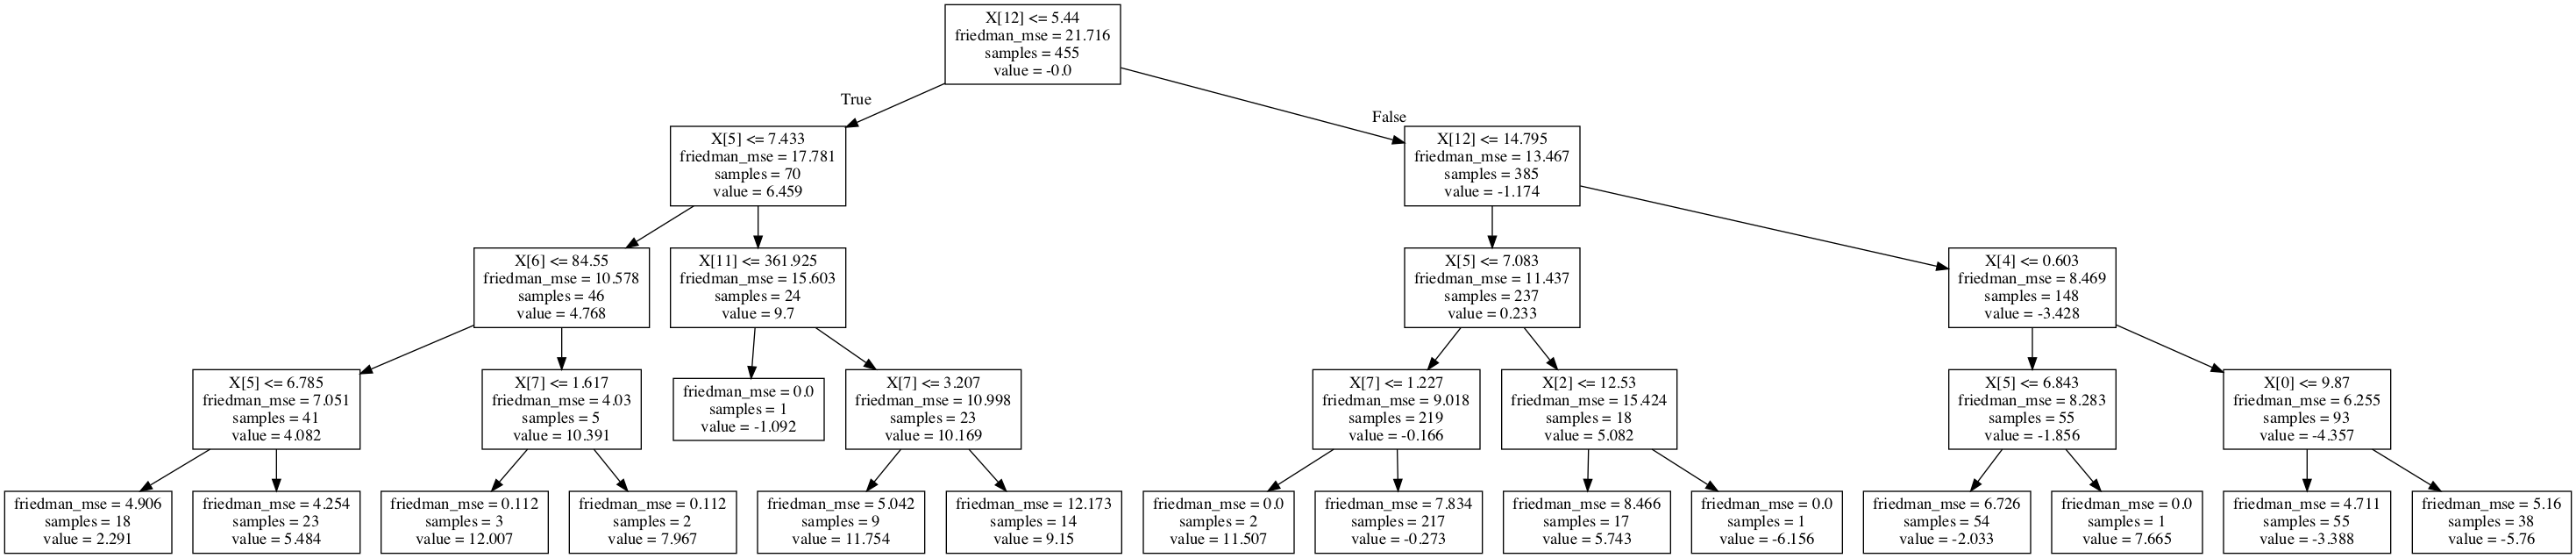 X[12] <= 5.44
friedman_mse = 21.716
samples = 455
value = -0.0
True
False
X[5] <= 7.433
friedman_mse = 17.781
samples = 70
value = 6.459
X[12] <= 14.795
friedman_mse = 13.467
samples = 385
value = -1.174
X[6] <= 84.55
friedman_mse = 10.578
samples = 46
value = 4.768
X[11] <= 361.925
friedman_mse = 15.603
samples = 24
value = 9.7
X[5] <= 7.083
friedman_mse = 11.437
samples = 237
value = 0.233
X[4] <= 0.603
friedman_mse = 8.469
samples = 148
value = -3.428
X[5] <= 6.785
friedman_mse = 7.051
samples = 41
value = 4.082
X[7] <= 1.617
friedman_mse = 4.03
samples = 5
value = 10.391
friedman_mse = 0.0
samples = 1
value = -1.092
X[7] <= 3.207
friedman_mse = 10.998
samples = 23
value = 10.169
X[7] <= 1.227
friedman_mse = 9.018
samples = 219
value = -0.166
X[2] <= 12.53
friedman_mse = 15.424
samples = 18
value = 5.082
X[5] <= 6.843
friedman_mse = 8.283
samples = 55
value = -1.856
X[0] <= 9.87
friedman_mse = 6.255
samples = 93
value = -4.357
friedman_mse = 4.906
samples = 18
value = 2.291
friedman_mse = 4.254
samples = 23
value = 5.484
friedman_mse = 0.112
samples = 3
value = 12.007
friedman_mse = 0.112
samples = 2
value = 7.967
friedman_mse = 5.042
samples = 9
value = 11.754
friedman_mse = 12.173
samples = 14
value = 9.15
friedman_mse = 0.0
samples = 2
value = 11.507
friedman_mse = 7.834
samples = 217
value = -0.273
friedman_mse = 8.466
samples = 17
value = 5.743
friedman_mse = 0.0
samples = 1
value = -6.156
friedman_mse = 6.726
samples = 54
value = -2.033
friedman_mse = 0.0
samples = 1
value = 7.665
friedman_mse = 4.711
samples = 55
value = -3.388
friedman_mse = 5.16
samples = 38
value = -5.76